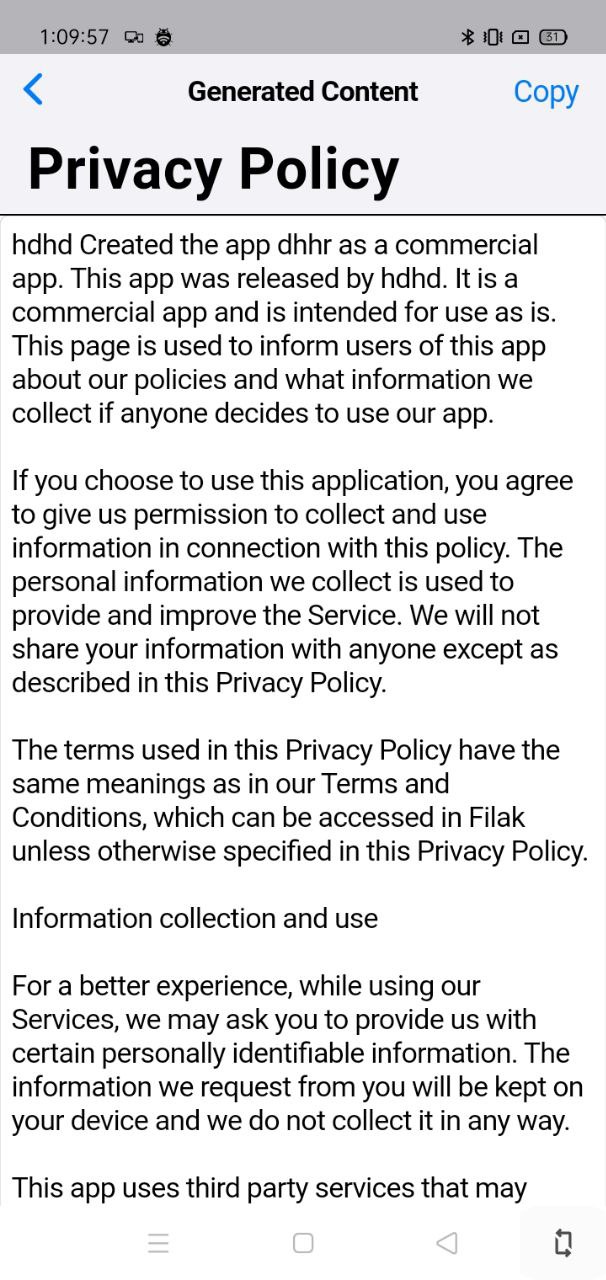 1:09:57
31
Generated Content
Copy
Privacy Policy
hdhd Created the app dhhr as a commercial
app. This app was released by hdhd. It is a
commercial app and is intended for use as is.
This page is used to inform users of this app
about our policies and what information we
collect if anyone decides to use our app.
If you choose to use this application, you agree
to give us permission to collect and use
information in connection with this policy. The
personal information we collect is used to
provide and improve the Service. We will not
share your information with anyone except as
described in this Privacy Policy.
The terms used in this Privacy Policy have the
same meanings as in our Terms and
Conditions, which can be accessed in Filak
unless otherwise specified in this Privacy Policy.
Information collection and use
For a better experience, while using our
Services, we may ask you to provide us with
certain personally identifiable information. The
information we request from you will be kept on
your device and we do not collect it in any way.
This app uses third party services that may